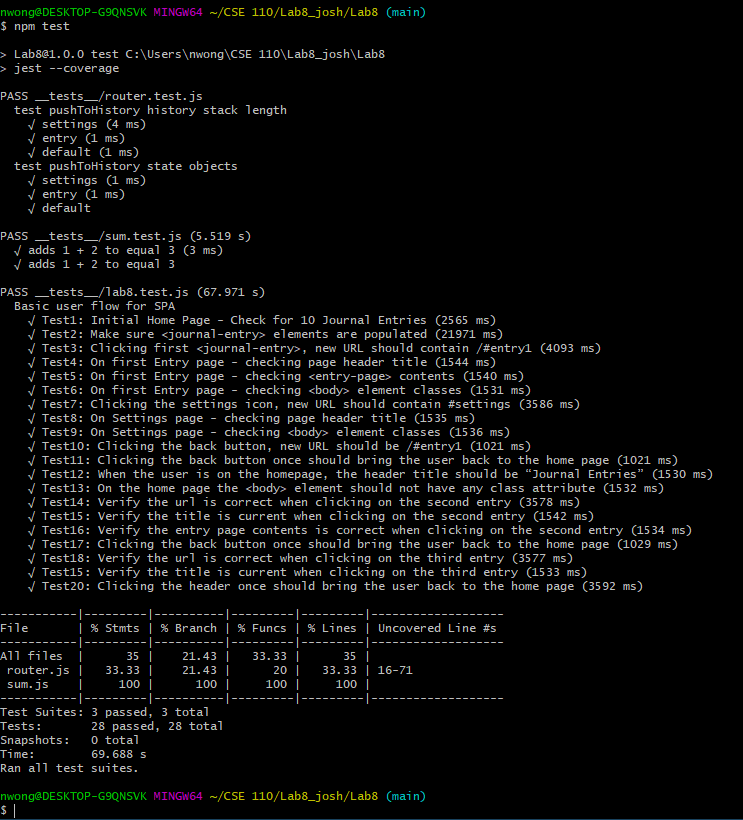 nwong@DESKTOP-G9QNSVK MINGW64 ~/CSE 110/Lab8_josh/Lab8 (main)
$ npm test
> Lab8@1.0.0 test C:\Users\nwong\CSE 110\Lab8_josh\Lab8
> jest --coverage
PASS __tests__/router.test.js
  test pushToHistory history stack length
    √ settings (4 ms)
    √ entry (1 ms)
    √ default (1 ms)
  test pushToHistory state objects
    √ settings (1 ms)
    √ entry (1 ms)
    √ default
PASS __tests__/sum.test.js (5.519 s)
  √ adds 1 + 2 to equal 3 (3 ms)
  √ adds 1 + 2 to equal 3
PASS __tests__/lab8.test.js (67.971 s)
  Basic user flow for SPA
    √ Test1: Initial Home Page - Check for 10 Journal Entries (2565 ms)
    √ Test2: Make sure <journal-entry> elements are populated (21971 ms)
    √ Test3: Clicking first <journal-entry>, new URL should contain /#entry1 (4093 ms)
    √ Test4: On first Entry page - checking page header title (1544 ms)
    √ Test5: On first Entry page - checking <entry-page> contents (1540 ms)
    √ Test6: On first Entry page - checking <body> element classes (1531 ms)
    √ Test7: Clicking the settings icon, new URL should contain #settings (3586 ms)
    √ Test8: On Settings page - checking page header title (1535 ms)
    √ Test9: On Settings page - checking <body> element classes (1536 ms)
    √ Test10: Clicking the back button, new URL should be /#entry1 (1021 ms)
    √ Test11: Clicking the back button once should bring the user back to the home page (1021 ms)
    √ Test12: When the user is on the homepage, the header title should be “Journal Entries” (1530 ms)
    √ Test13: On the home page the <body> element should not have any class attribute (1532 ms)
    √ Test14: Verify the url is correct when clicking on the second entry (3578 ms)
    √ Test15: Verify the title is current when clicking on the second entry (1542 ms)
    √ Test16: Verify the entry page contents is correct when clicking on the second entry (1534 ms)
    √ Test17: Clicking the back button once should bring the user back to the home page (1029 ms)
    √ Test18: Verify the url is correct when clicking on the third entry (3577 ms)
    √ Test15: Verify the title is current when clicking on the third entry (1533 ms)
    √ Test20: Clicking the header once should bring the user back to the home page (3592 ms)
-----------|---------|----------|---------|---------|-------------------
File       | % Stmts | % Branch | % Funcs | % Lines | Uncovered Line #s
-----------|---------|----------|---------|---------|-------------------
All files  |      35 |    21.43 |   33.33 |      35 |
 router.js |   33.33 |    21.43 |      20 |   33.33 | 16-71
 sum.js    |     100 |      100 |     100 |     100 |
-----------|---------|----------|---------|---------|-------------------
Test Suites: 3 passed, 3 total
Tests:       28 passed, 28 total
Snapshots:   0 total
Time:        69.688 s
Ran all test suites.
nwong@DESKTOP-G9QNSVK MINGW64 ~/CSE 110/Lab8_josh/Lab8 (main)
$